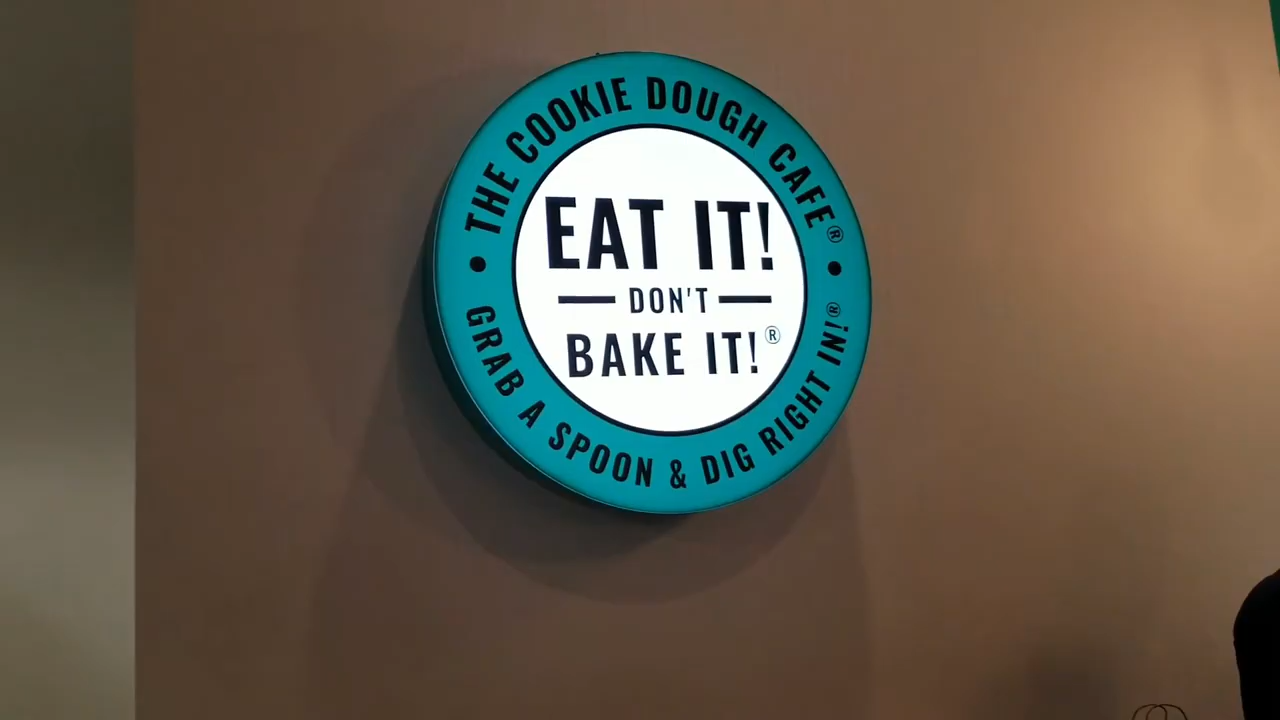 THE COOKIE DOUGH CAFE®
EAT IT!
DON'T
BAKE IT!®
GRAB A SPOON & DIG RIGHT IN!®